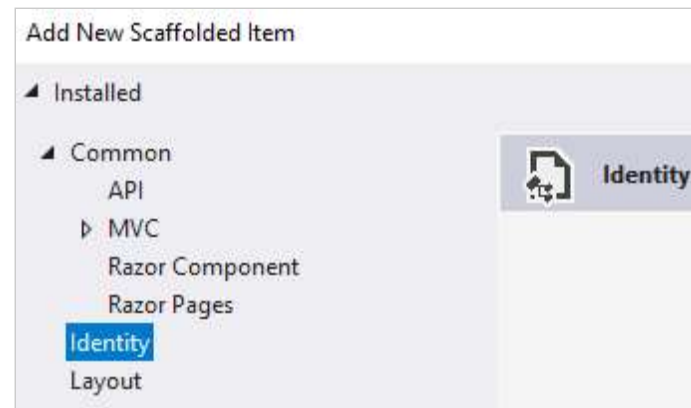 Add New Scaffolded Item
Installed
Common
API
MVC
Razor Component
Razor Pages
Identity
Layout
Identity